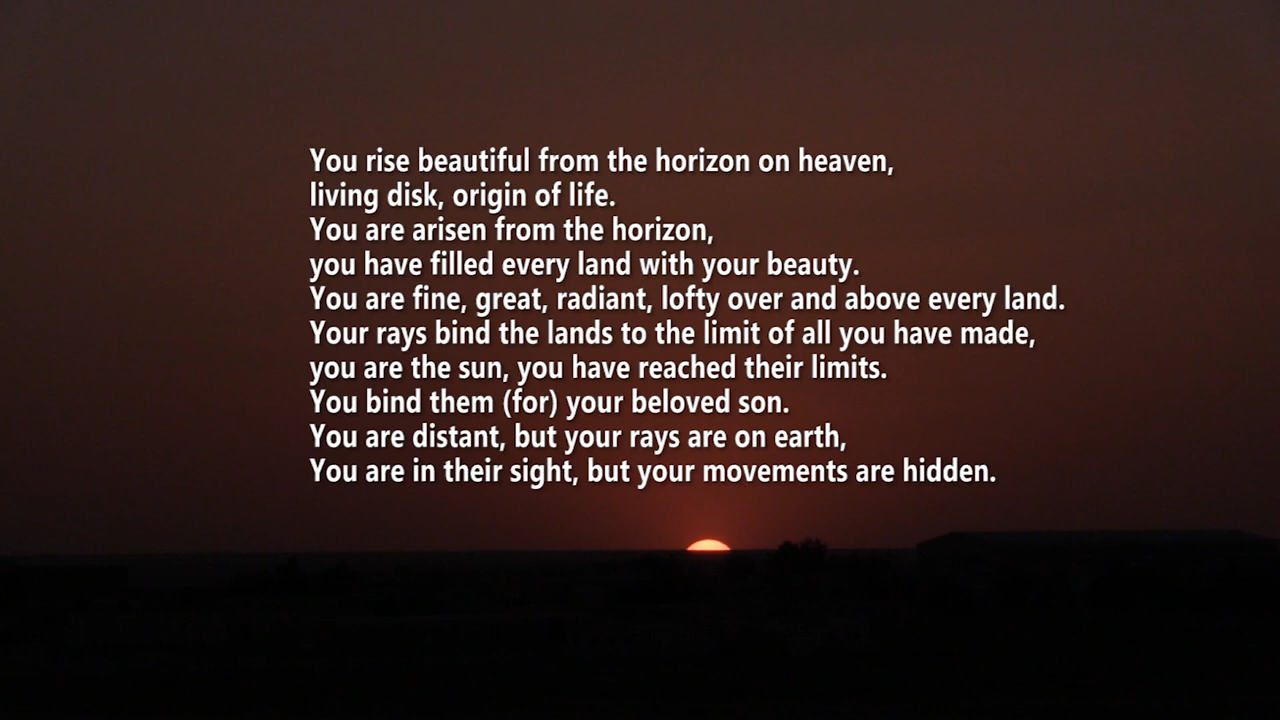 You rise beautiful from the horizon on heaven,
living disk, origin of life.
You are arisen from the horizon,
you have filled every land with your beauty.
You are fine, great, radiant, lofty over and above every land.
Your rays bind the lands to the limit of all you have made,
you are the sun, you have reached their limits.
You bind them (for) your beloved son.
You are distant, but your rays are on earth,
You are in their sight, but your movements are hidden.